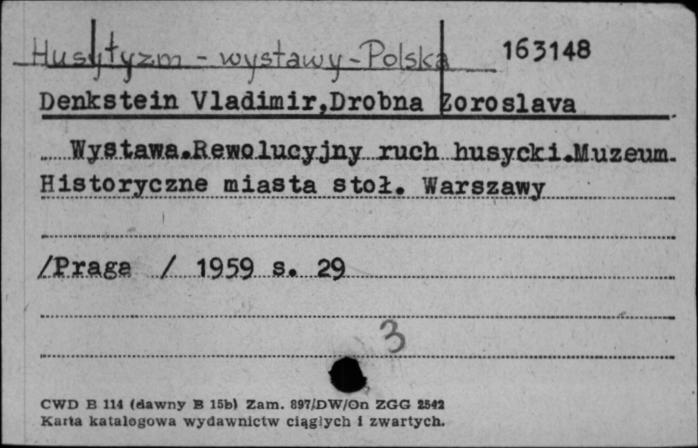 Husytyzm - wystawy - Polska 163148
Denkstein Vladimir,Drobna Zoroslava
Wystawa.Rewolucyjny ruch husycki.Muzeum
Historyczne miasta stoł. Warszawy
/Praga / 1959 s. 29
3
CWD B 114 (dawny B 15b) Zam. 897/DW/On ZGG 2542
Karta katalogowa wydawnictw ciągłych i zwartych.